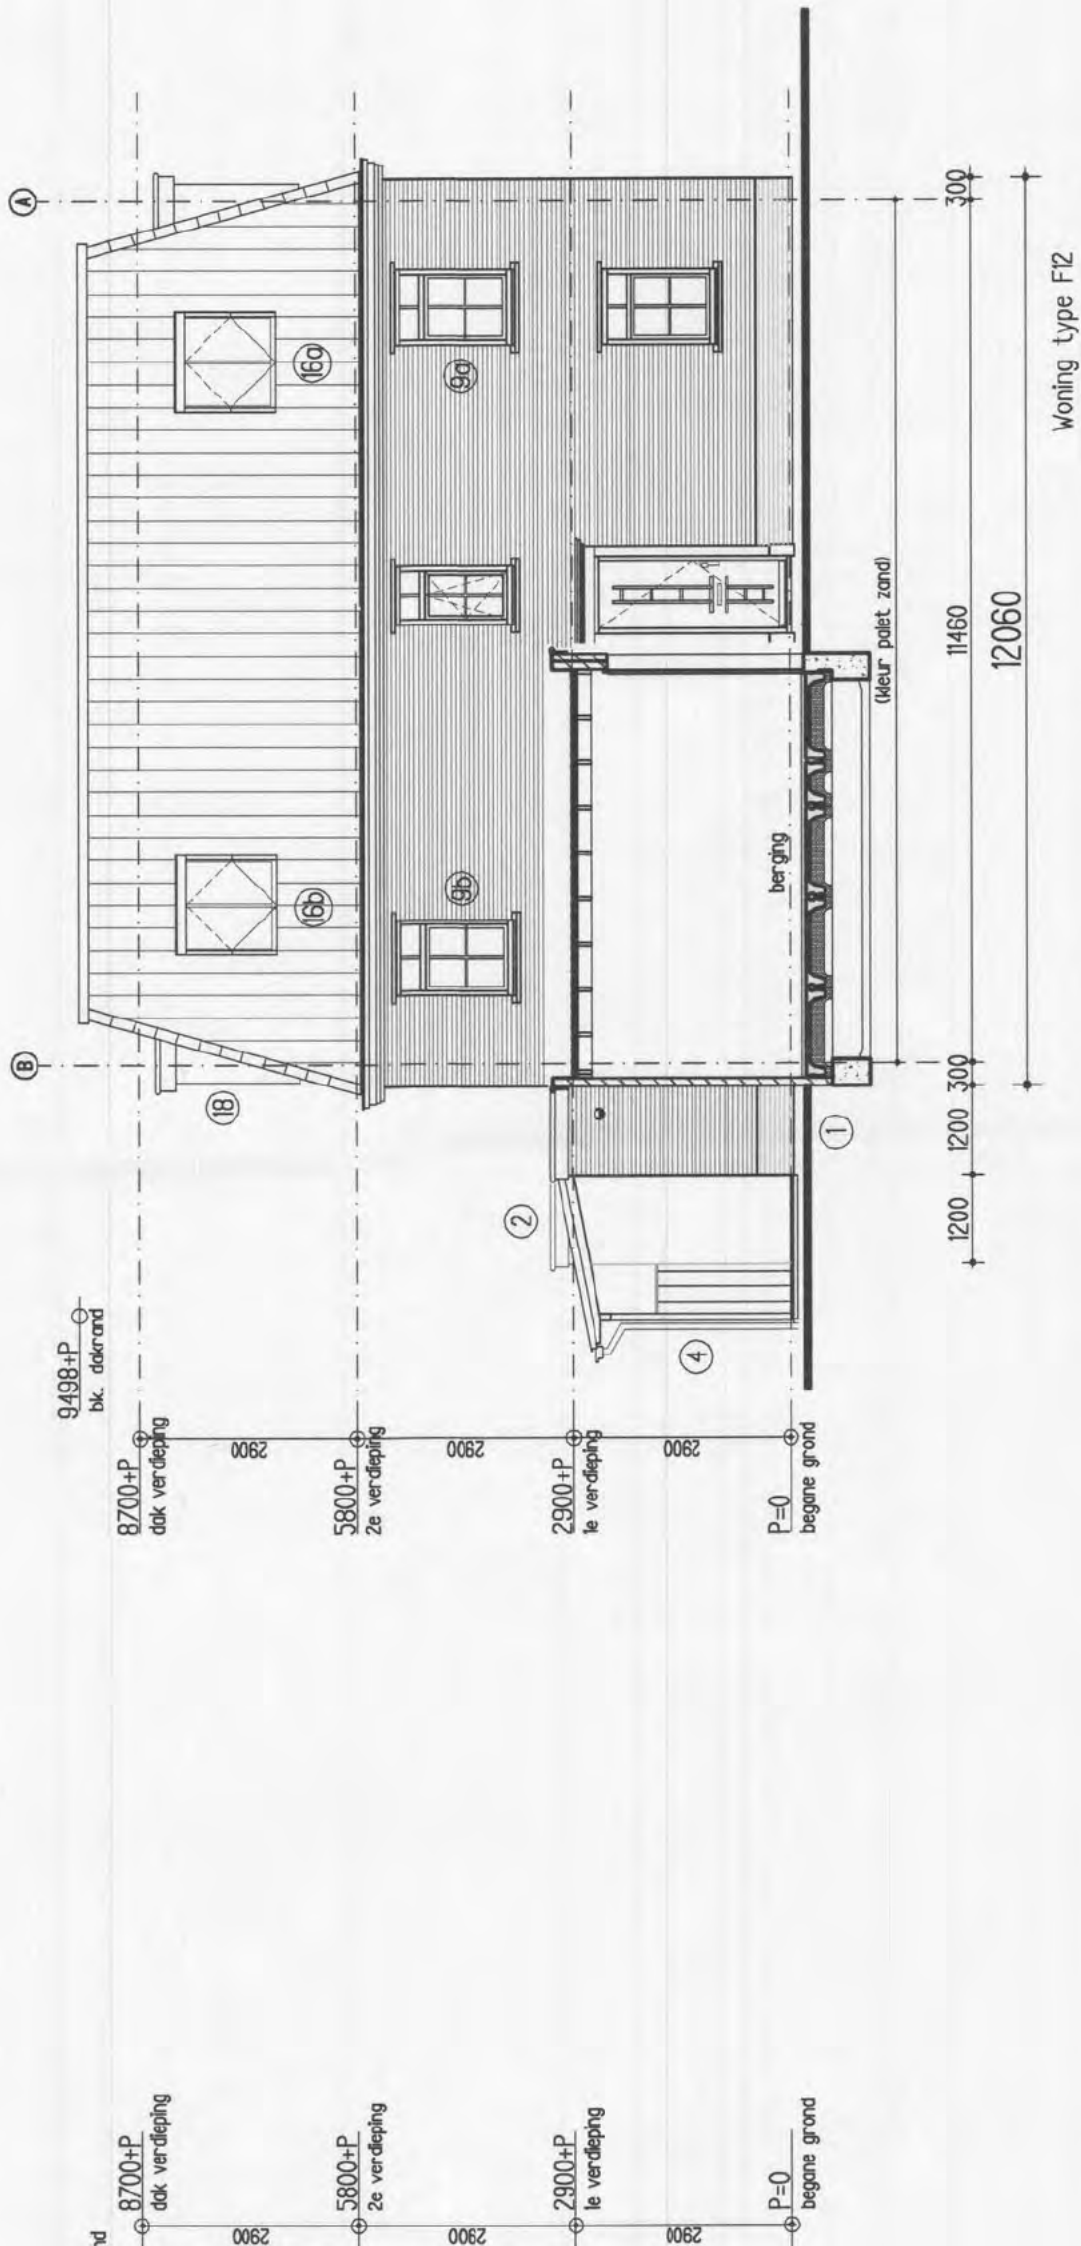 A
B
16a
16b
9a
9b
18
2
4
1
berging
(kleur palet zand)
300
11460
300
1200
1200
12060
Woning type F12
9498+P
bk. dakrand
8700+P
dak verdieping
2900
5800+P
2e verdieping
2900
2900+P
1e verdieping
2900
P=0
begane grond
8700+P
dak verdieping
2900
5800+P
2e verdieping
2900
2900+P
1e verdieping
2900
P=0
begane grond